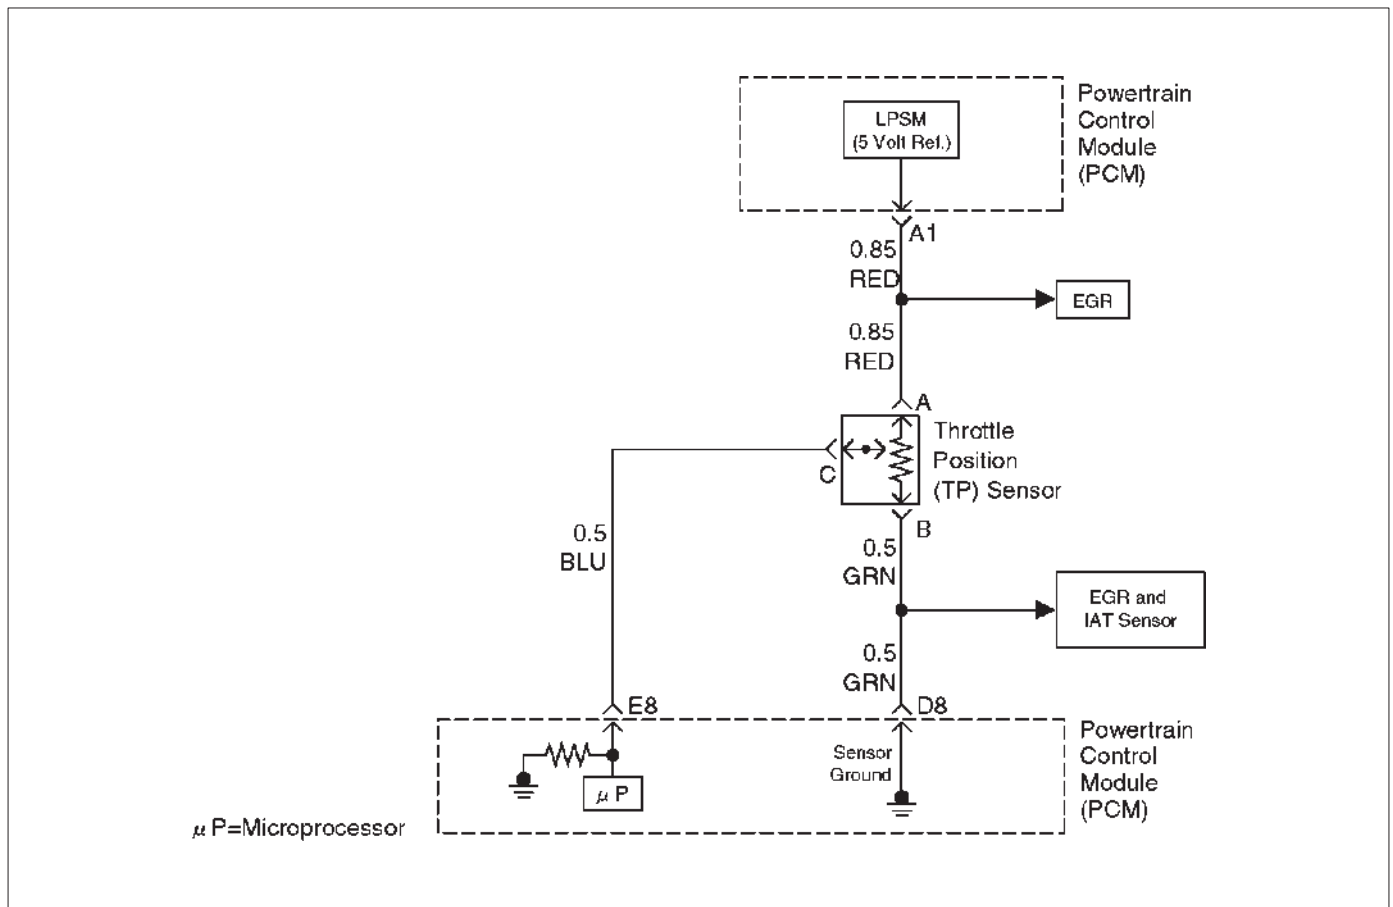 LPSM
(5 Volt Ref.)
Powertrain
Control
Module
(PCM)
A1
0.85
RED
EGR
0.85
RED
A
Throttle
Position
(TP) Sensor
C
B
0.5
BLU
0.5
GRN
EGR and
IAT Sensor
0.5
GRN
E8
D8
Powertrain
Control
Module
(PCM)
Sensor
Ground
μ P
μ P=Microprocessor